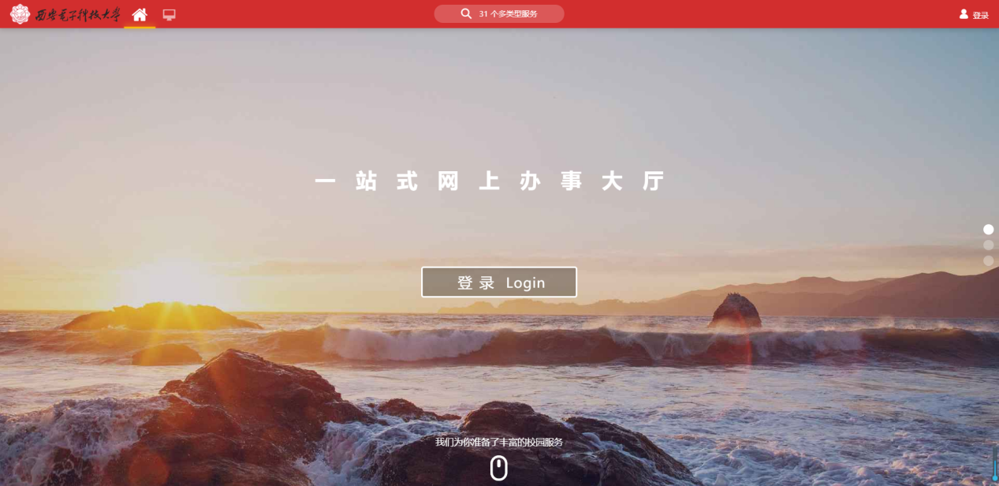 西安电子科技大学
31 个多类型服务
登录
一站式网上办事大厅
登 录 Login
我们为你准备了丰富的校园服务